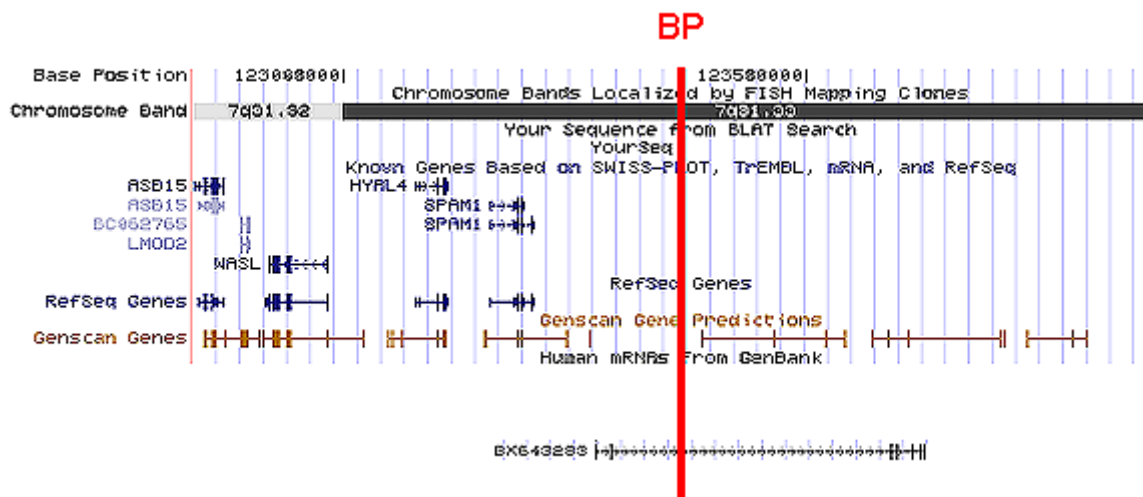 BP
Base Position 123000000| 123500000|
Chromosome Bands Localized by FISH Mapping Clones
Chromosome Band 7q31.32 7q31.33
Your Sequence from BLAT Search
YourSeq
Known Genes Based on SWISS-PROT, TrEMBL, mRNA, and RefSeq
ASB15 HYAL4
ASB15 SPAM1
BC062765 SPAM1
LMOD2
WASL
RefSeq Genes
RefSeq Genes
Genscan Gene Predictions
Genscan Genes
Human mRNAs from GenBank
BX643283